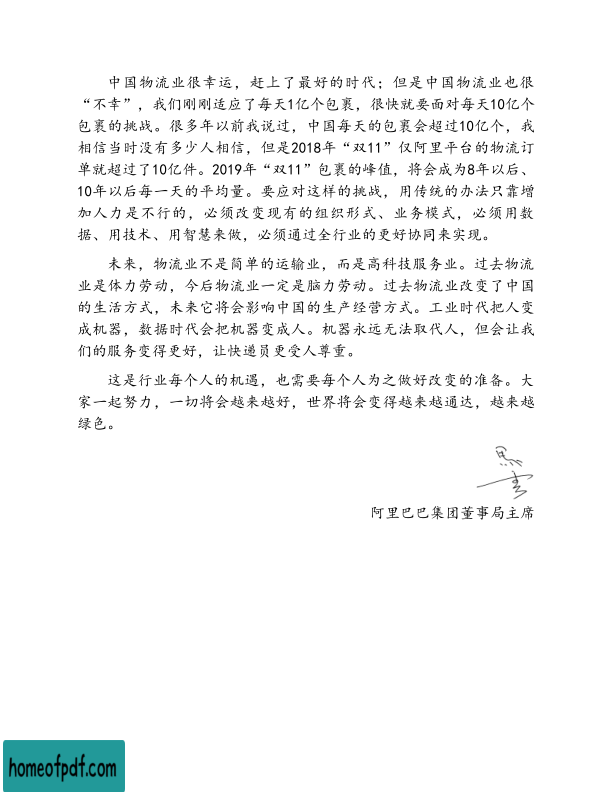 中国物流业很幸运，赶上了最好的时代；但是中国物流业也很
“不幸”，我们刚刚适应了每天1亿个包裹，很快就要面对每天10亿个
包裹的挑战。很多年以前我说过，中国每天的包裹会超过10亿个，我
相信当时没有多少人相信，但是2018年“双11”仅阿里平台的物流订
单就超过了10亿件。2019年“双11”包裹的峰值，将会成为8年以后、
10年以后每一天的平均量。要应对这样的挑战，用传统的办法只靠增
加人力是不行的，必须改变现有的组织形式、业务模式，必须用数
据、用技术、用智慧来做，必须通过全行业的更好协同来实现。
未来，物流业不是简单的运输业，而是高科技服务业。过去物流
业是体力劳动，今后物流业一定是脑力劳动。过去物流业改变了中国
的生活方式，未来它将会影响中国的生产经营方式。工业时代把人变
成机器，数据时代会把机器变成人。机器永远无法取代人，但会让我
们的服务变得更好，让快递员更受人尊重。
这是行业每个人的机遇，也需要每个人为之做好改变的准备。大
家一起努力，一切将会越来越好，世界将会变得越来越通达，越来越
绿色。
马云
阿里巴巴集团董事局主席
homeofpdf.com